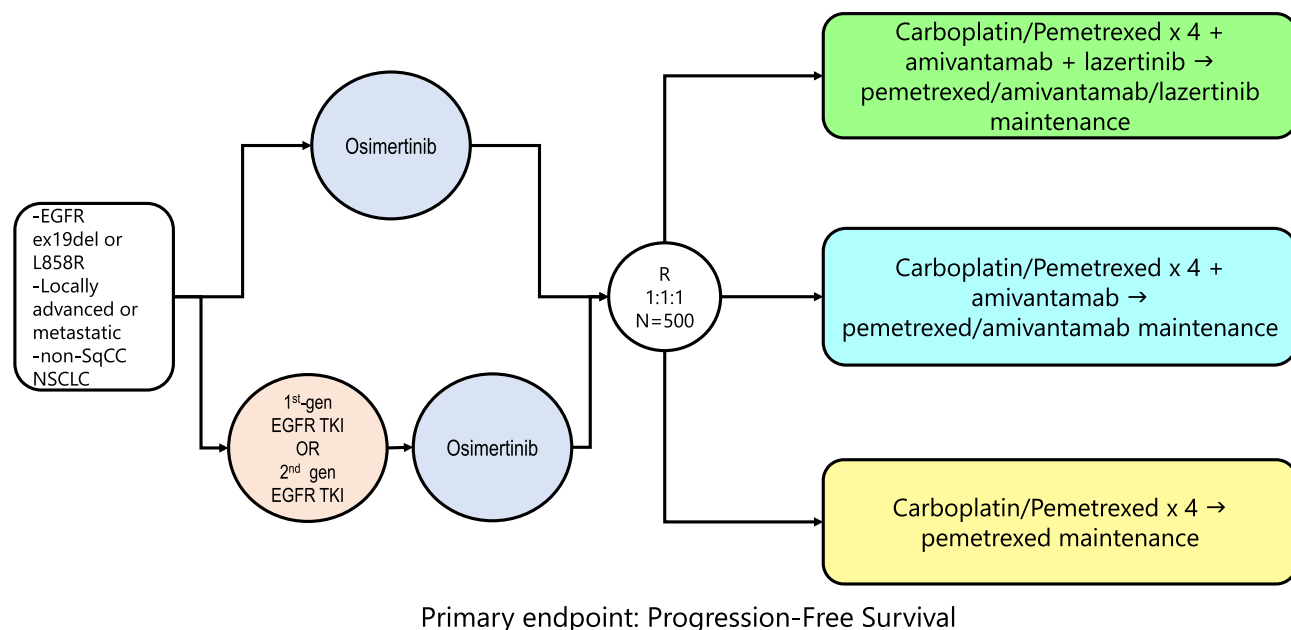 -EGFR
ex19del or
L858R
-Locally
advanced or
metastatic
-non-SqCC
NSCLC
Osimertinib
1st-gen
EGFR TKI
OR
2nd gen
EGFR TKI
Osimertinib
R
1:1:1
N=500
Carboplatin/Pemetrexed x 4 +
amivantamab + lazertinib →
pemetrexed/amivantamab/lazertinib
maintenance
Carboplatin/Pemetrexed x 4 +
amivantamab →
pemetrexed/amivantamab maintenance
Carboplatin/Pemetrexed x 4 →
pemetrexed maintenance
Primary endpoint: Progression-Free Survival